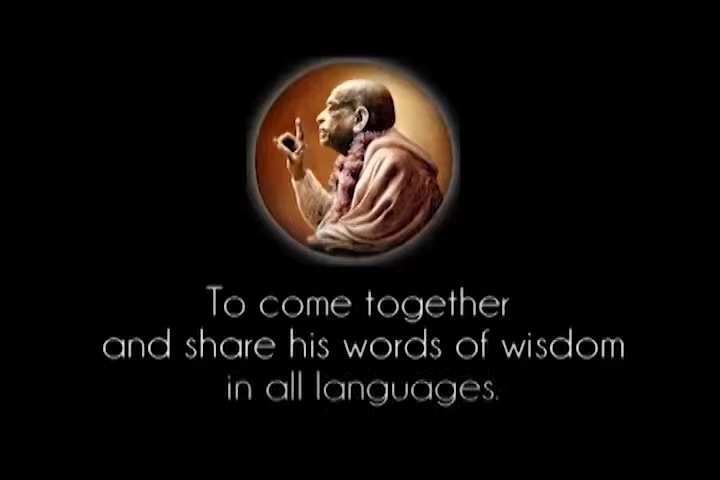 To come together
and share his words of wisdom
in all languages.